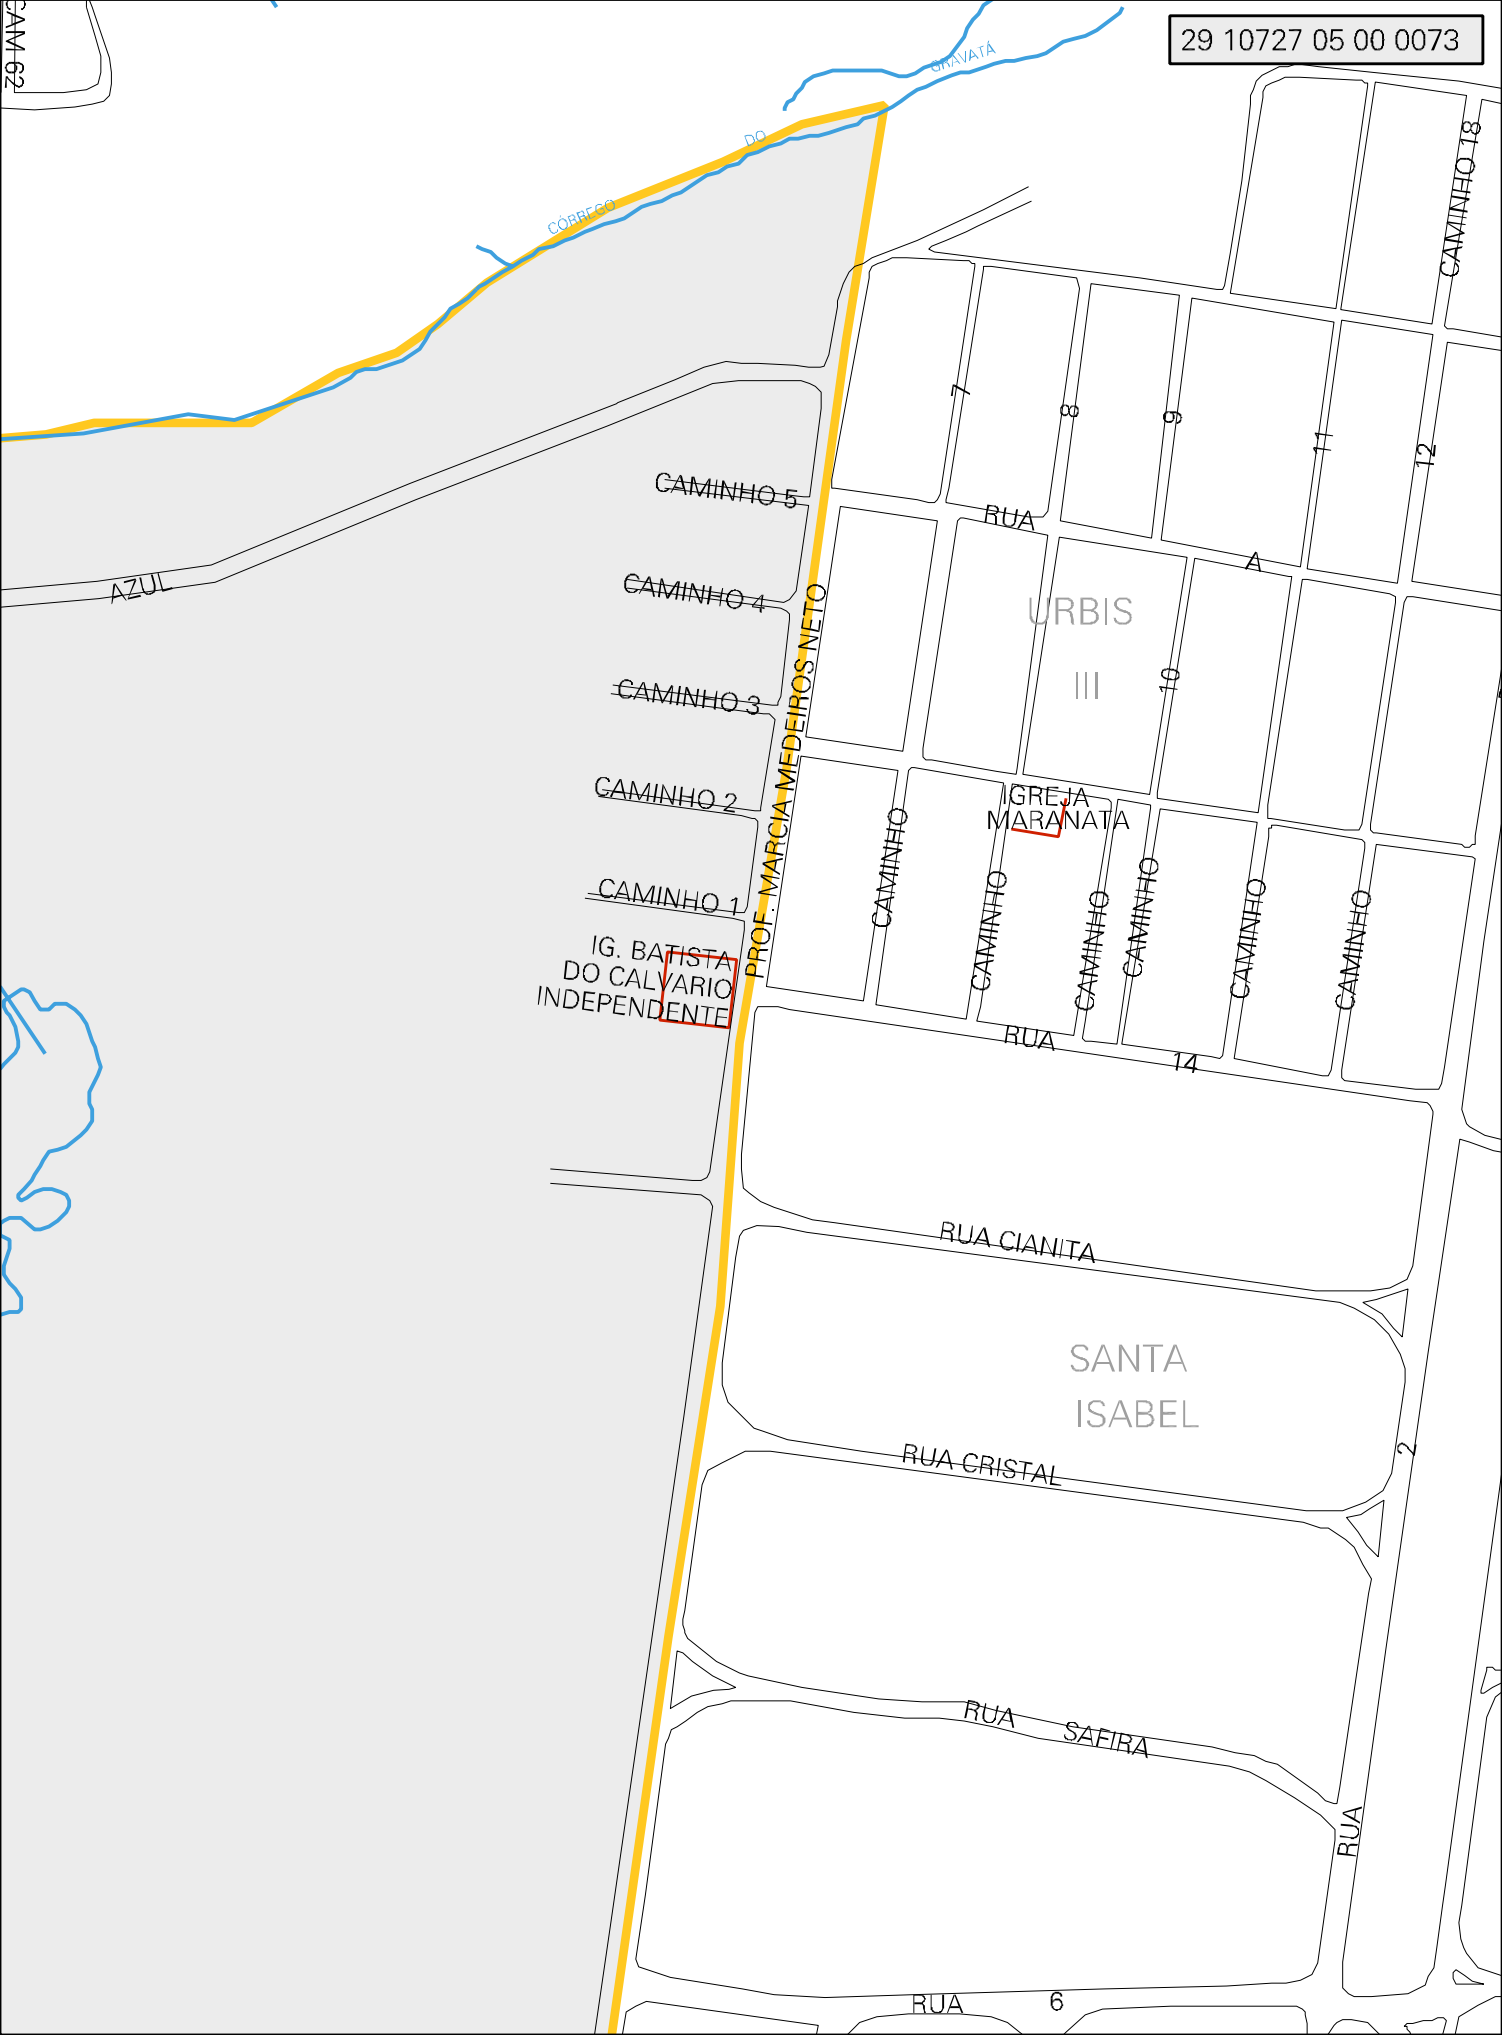 CAM 62
29 10727 05 00 0073
GRAVATÁ
DO
CÓRREGO
CAMINHO 18
7
8
9
11
12
CAMINHO 5
RUA
A
AZUL
CAMINHO 4
URBIS
III
10
CAMINHO 3
PROF. MARCIA MEDEIROS NETO
CAMINHO 2
IGREJA
MARANATA
CAMINHO
CAMINHO
CAMINHO
CAMINHO
CAMINHO
CAMINHO
CAMINHO 1
IG. BATISTA
DO CALVARIO
INDEPENDENTE
RUA
14
RUA CIANITA
SANTA
ISABEL
RUA CRISTAL
2
RUA
SAFIRA
RUA
RUA
6